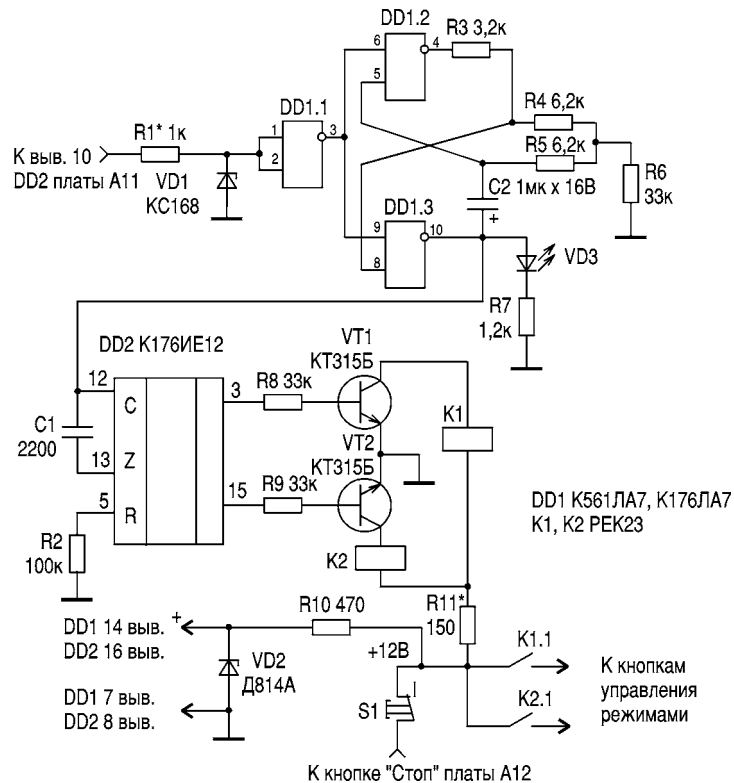 DD1.2
6
5
4
R3 3,2к
DD1.1
1
2
3
R1* 1к
К выв. 10
DD2 платы А11
VD1
КС168
R4 6,2к
R5 6,2к
R6
33к
C2 1мк х 16В
+
DD1.3
9
8
10
VD3
R7
1,2к
DD2 К176ИЕ12
12
C
C1
2200
13
Z
5
R
R2
100к
3
R8 33к
VT1
КТ315Б
VT2
КТ315Б
15
R9 33к
K1
K2
DD1 К561ЛА7, К176ЛА7
K1, K2 РЕК23
R11*
150
R10 470
+
DD1 14 выв.
DD2 16 выв.
VD2
Д814А
DD1 7 выв.
DD2 8 выв.
+12В
S1
K1.1
K2.1
К кнопкам
управления
режимами
К кнопке "Стоп" платы А12